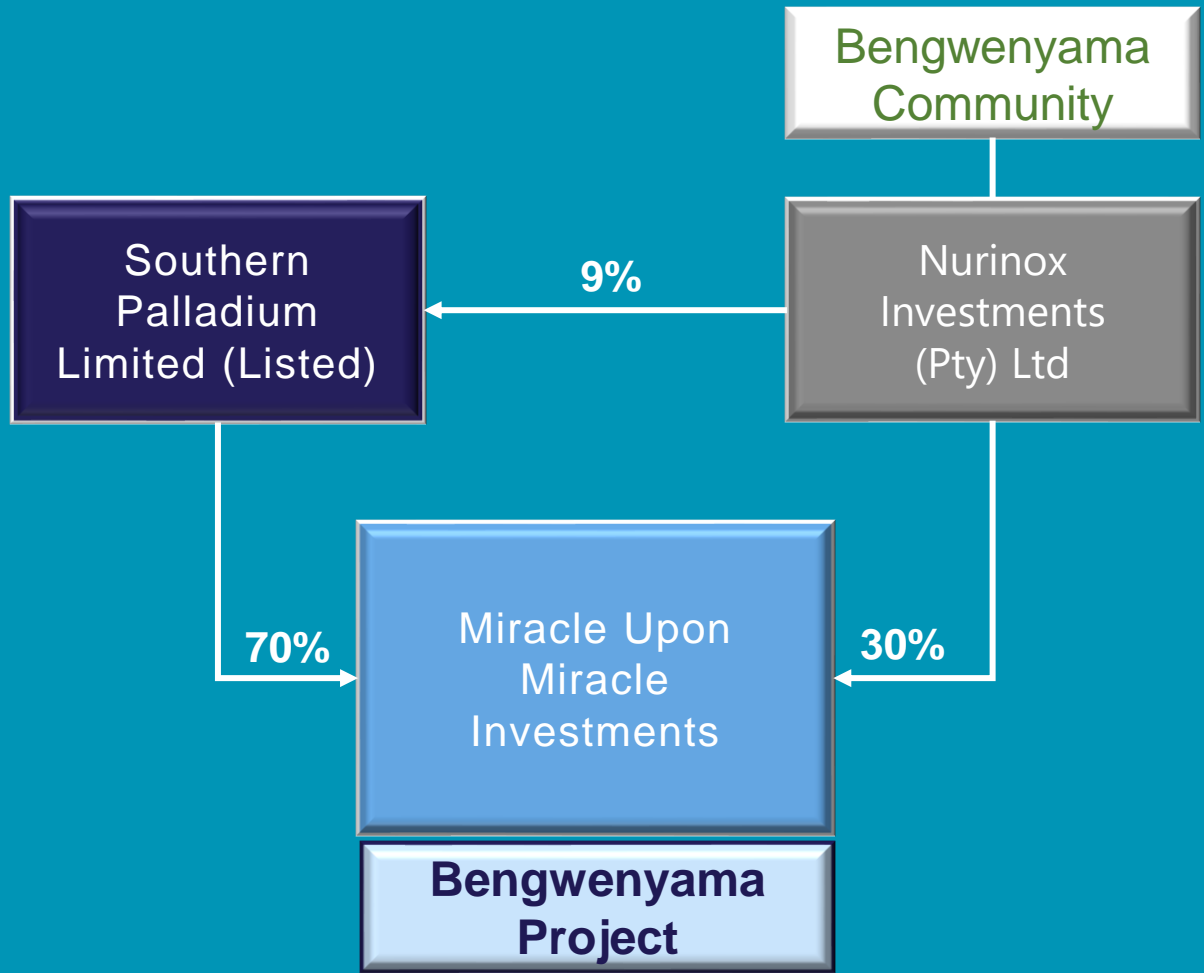 Bengwenyama
Community
Southern
Palladium
Limited (Listed)
9%
Nurinox
Investments
(Pty) Ltd
70%
Miracle Upon
Miracle
Investments
30%
Bengwenyama
Project